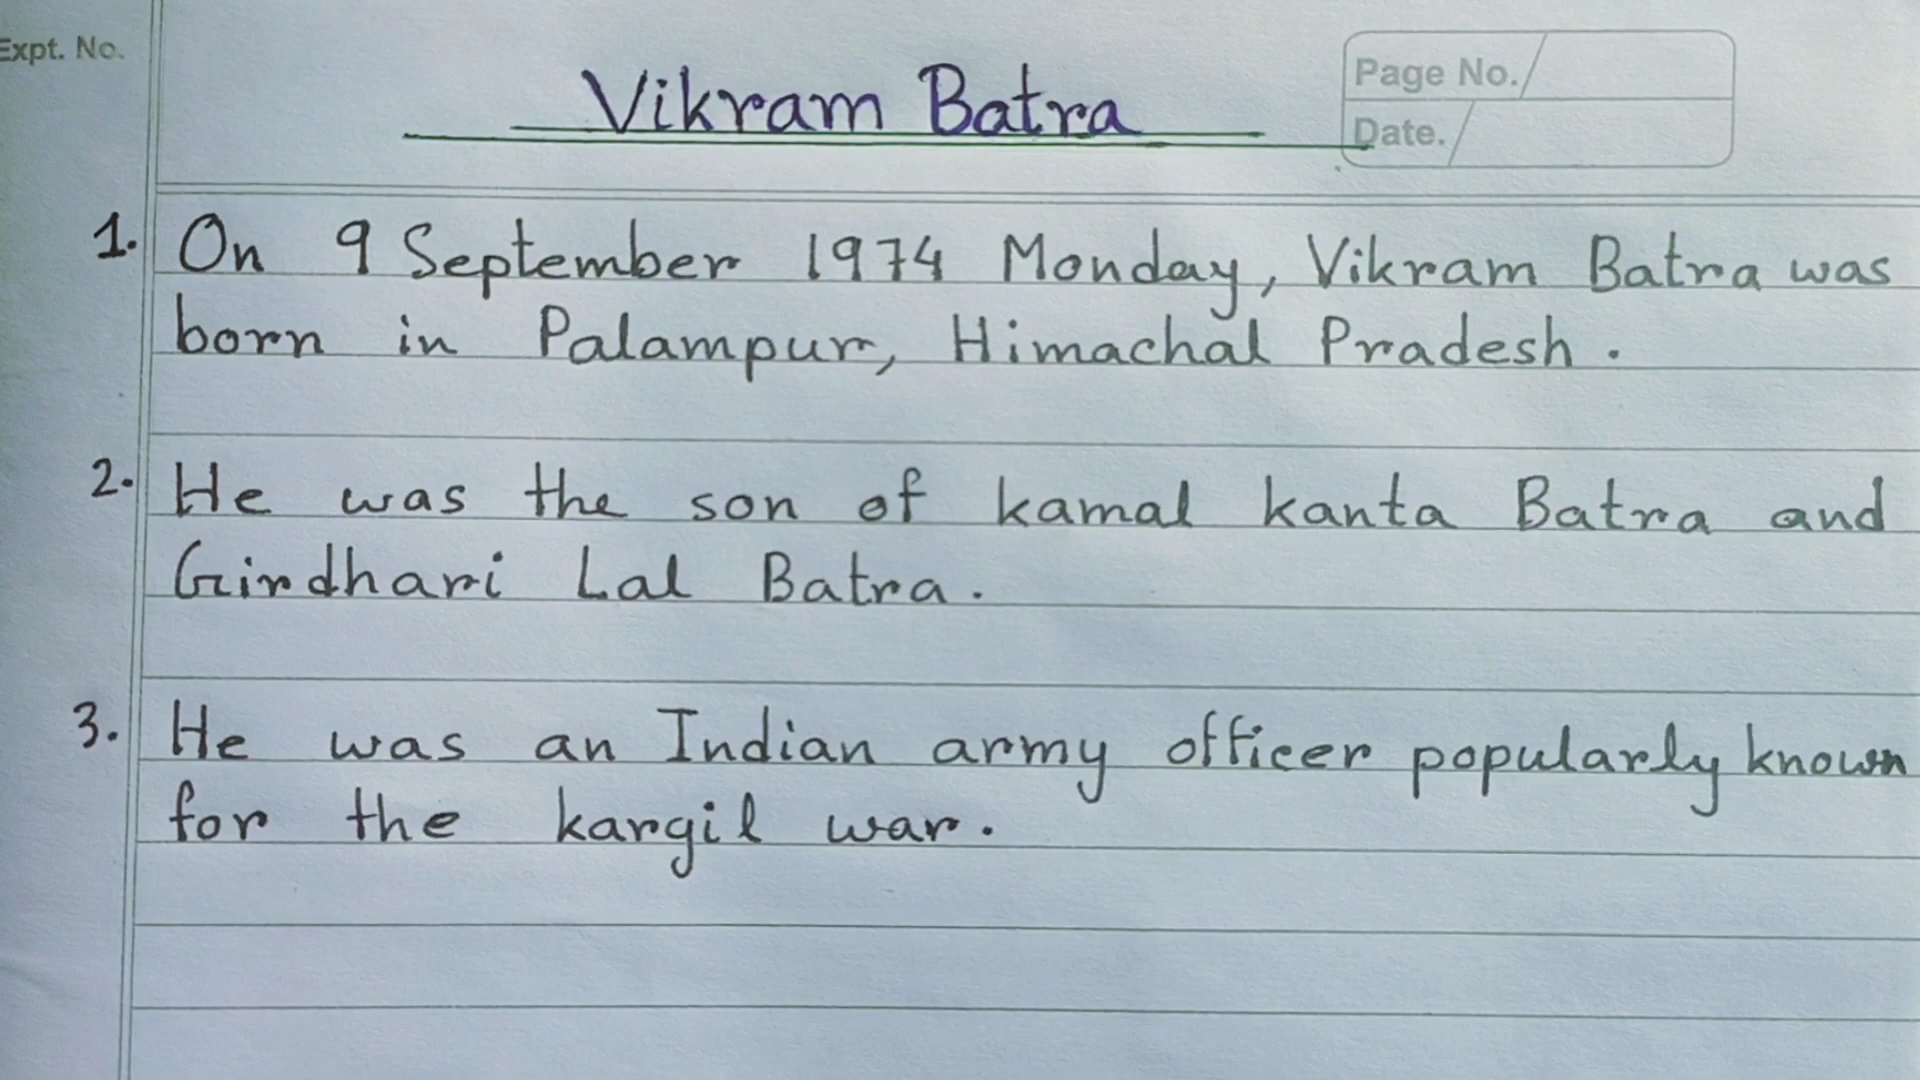 Expt. No.
Vikram Batra
Page No.
Date.
1. On 9 September 1974 Monday, Vikram Batra was
born in Palampur, Himachal Pradesh.
2. He was the son of kamal kanta Batra and
Girdhari Lal Batra.
3. He was an Indian army officer popularly known
for the kargil war.